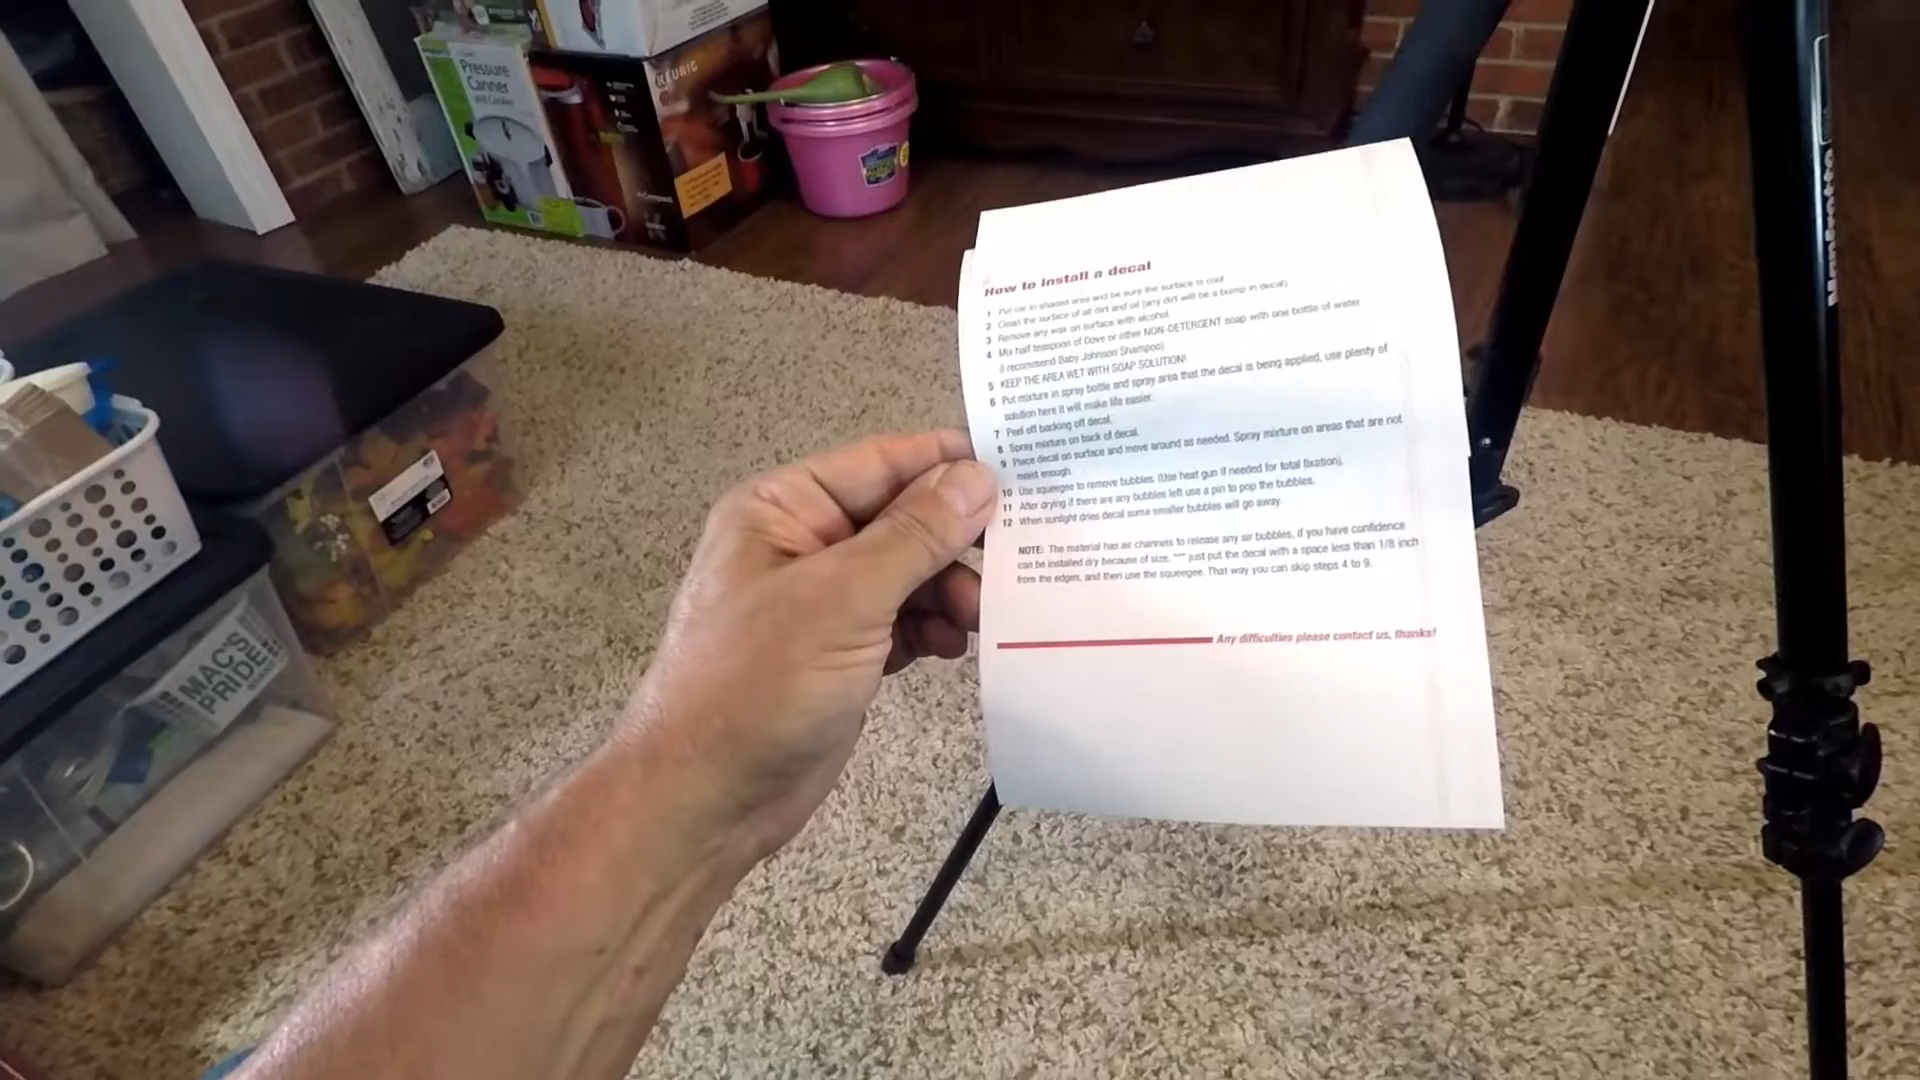 Pressure
Canner
and Cooker
KEURIG
MAC'S
PRIDE
Manfrotto
How to install a decal
1 Put car in shaded area and be sure the surface is cool
2 Clean the surface of all dirt and oil (any dirt will be a bump in decal)
3 Remove any wax on surface with alcohol.
4 Mix half teaspoon of Dove or other NON-DETERGENT soap with one bottle of water
(I recommend Baby Johnson Shampoo).
5 KEEP THE AREA WET WITH SOAP SOLUTION!
6 Put mixture in spray bottle and spray area that the decal is being applied, use plenty of
solution here it will make life easier.
7 Peel off backing off decal.
8 Spray mixture on back of decal.
9 Place decal on surface and move around as needed. Spray mixture on areas that are not
moist enough.
10 Use squeegee to remove bubbles. (Use heat gun if needed for total fixation).
11 After drying if there are any bubbles left use a pin to pop the bubbles.
12 When sunlight dries decal some smaller bubbles will go away.
NOTE: The material has air channels to release any air bubbles, if you have confidence
can be installed dry because of size, *** just put the decal with a space less than 1/8 inch
from the edges, and then use the squeegee. That way you can skip steps 4 to 9.
Any difficulties please contact us, thanks!